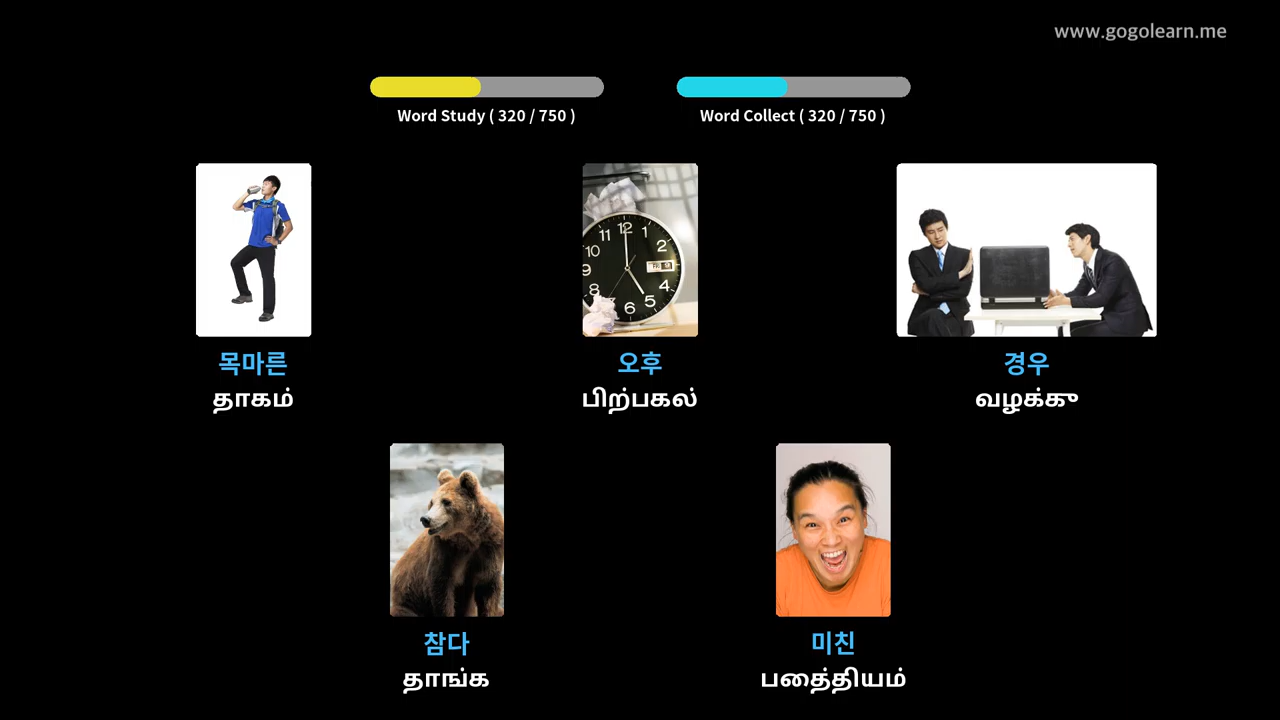 www.gogolearn.me
Word Study ( 320 / 750 )
Word Collect ( 320 / 750 )
목마른
தாகம்
오후
பிற்பகல்
경우
வழக்கு
참다
தாங்க
미친
பைத்தியம்